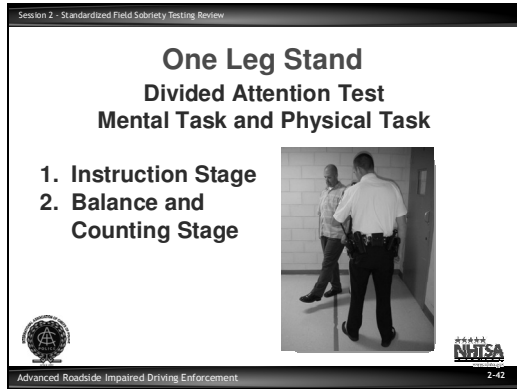 Session 2 - Standardized Field Sobriety Testing Review
One Leg Stand
Divided Attention Test
Mental Task and Physical Task
1. Instruction Stage
2. Balance and
Counting Stage
NHTSA
Advanced Roadside Impaired Driving Enforcement
2-42